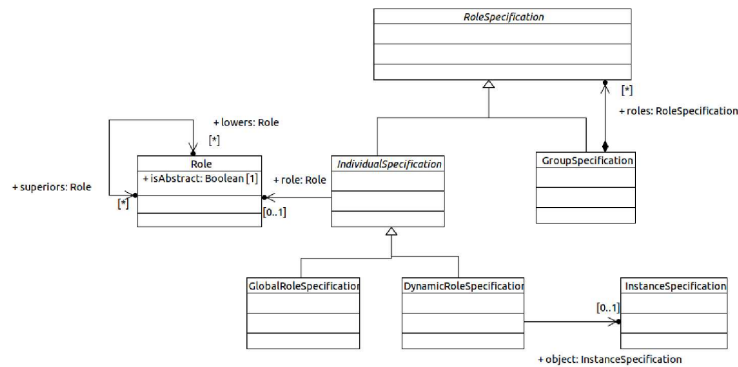 RoleSpecification
[*]
+ roles: RoleSpecification
+ lowers: Role
[*]
Role
+ isAbstract: Boolean [1]
+ superiors: Role
[*]
+ role: Role
[0..1]
IndividualSpecification
GroupSpecification
GlobalRoleSpecification
DynamicRoleSpecification
InstanceSpecification
[0..1]
+ object: InstanceSpecification